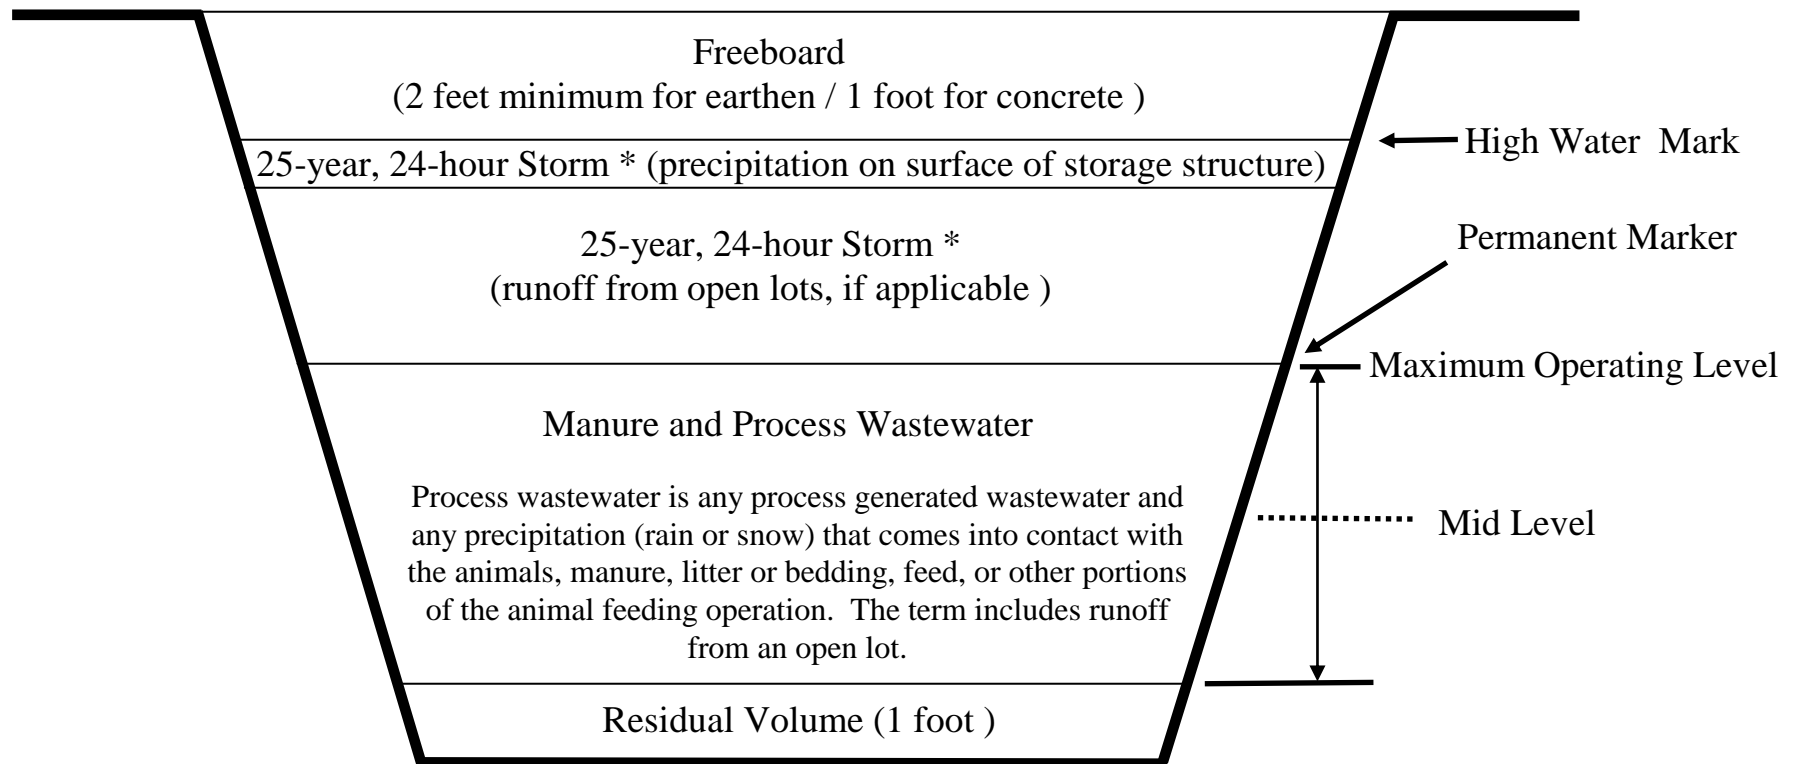 Freeboard
(2 feet minimum for earthen / 1 foot for concrete )
25-year, 24-hour Storm * (precipitation on surface of storage structure)
High Water  Mark
25-year, 24-hour Storm *
(runoff from open lots, if applicable )
Permanent Marker
Maximum Operating Level
Manure and Process Wastewater
Process wastewater is any process generated wastewater and
any precipitation (rain or snow) that comes into contact with
the animals, manure, litter or bedding, feed, or other portions
of the animal feeding operation.  The term includes runoff
from an open lot.
Mid Level
Residual Volume (1 foot )